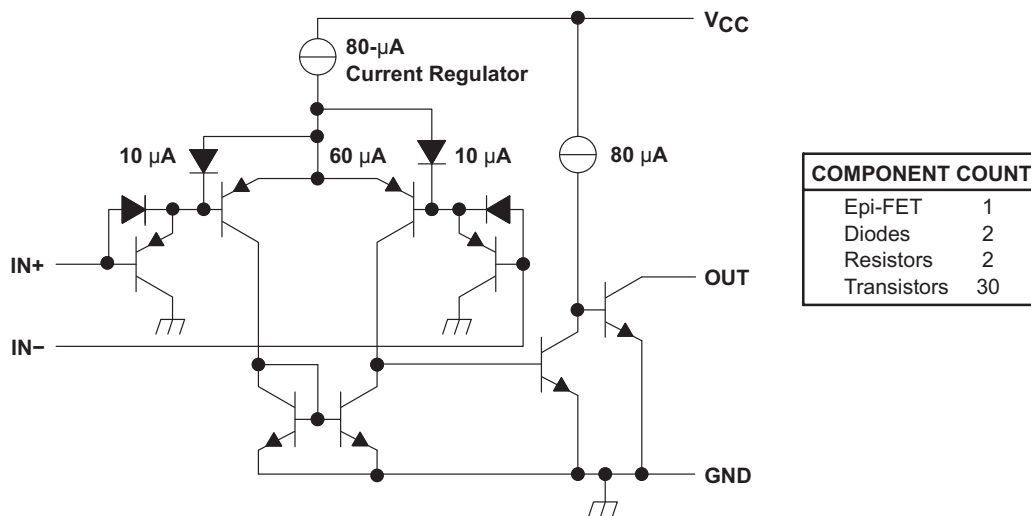 V_CC
80-µA
Current Regulator
10 µA
60 µA
10 µA
80 µA
IN+
IN−
OUT
GND
COMPONENT COUNT
Epi-FET 1
Diodes 2
Resistors 2
Transistors 30